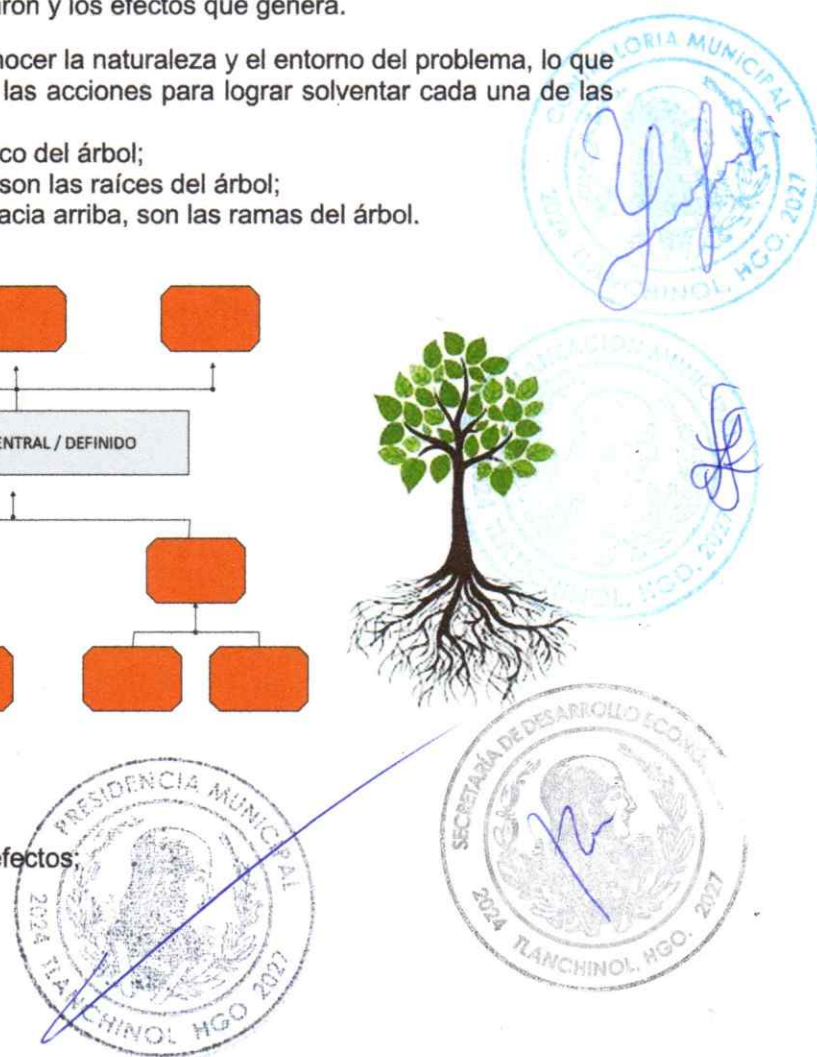 aron y los efectos que genera.
nocer la naturaleza y el entorno del problema, lo que
las acciones para lograr solventar cada una de las
co del árbol;
son las raíces del árbol;
acia arriba, son las ramas del árbol.
CONTRALORIA MUNICIPAL
2024 TLANCHINOL, HGO. 2027
ENTRAL / DEFINIDO
HGO. 2027
SECRETARÍA DE DESARROLLO ECONÓ
2024 TLANCHINOL, HGO. 2027
PRESIDENCIA MUNICIPAL
2024 TLANCHINOL HGO 2027
efectos;